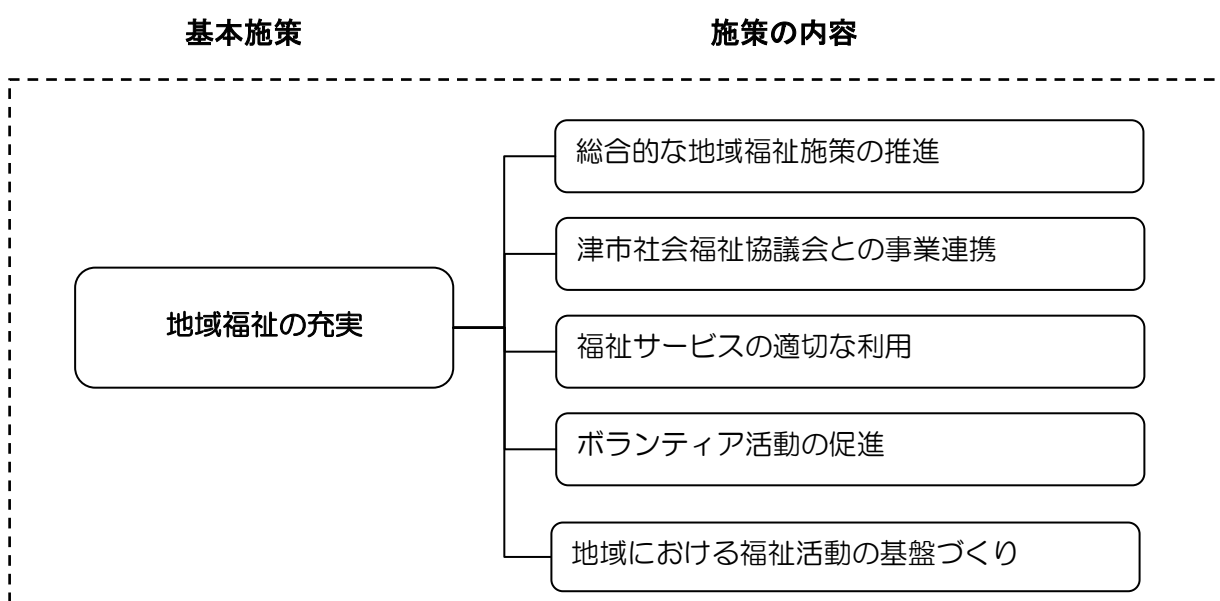 基本施策
施策の内容
総合的な地域福祉施策の推進
津市社会福祉協議会との事業連携
地域福祉の充実
福祉サービスの適切な利用
ボランティア活動の促進
地域における福祉活動の基盤づくり